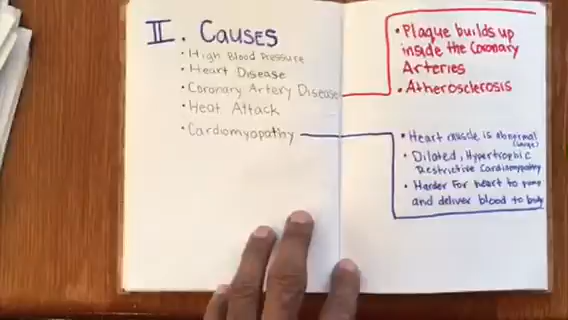 II. Causes
• High Blood Pressure
• Heart Disease
• Coronary Artery Disease
• Heat Attack
• Cardiomyopathy
• Plaque builds up
inside the Coronary
Arteries
• Atherosclerosis
• Heart muscle is abnormal
• Dilated, Hypertrophic
Restrictive Cardiomyopathy
• Harder for heart to pump
and deliver blood to body